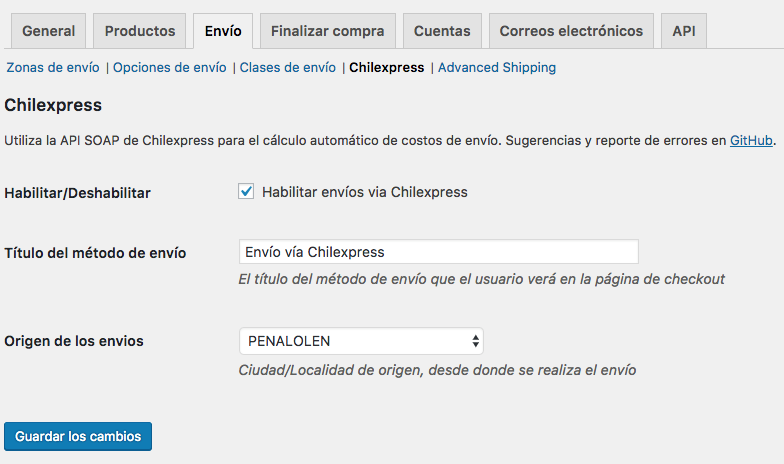 General Productos Envío Finalizar compra Cuentas Correos electrónicos API
Zonas de envío | Opciones de envío | Clases de envío | Chilexpress | Advanced Shipping
Chilexpress
Utiliza la API SOAP de Chilexpress para el cálculo automático de costos de envío. Sugerencias y reporte de errores en GitHub.
Habilitar/Deshabilitar Habilitar envíos via Chilexpress
Título del método de envío Envío vía Chilexpress
El título del método de envío que el usuario verá en la página de checkout
Origen de los envios PENALOLEN
Ciudad/Localidad de origen, desde donde se realiza el envío
Guardar los cambios